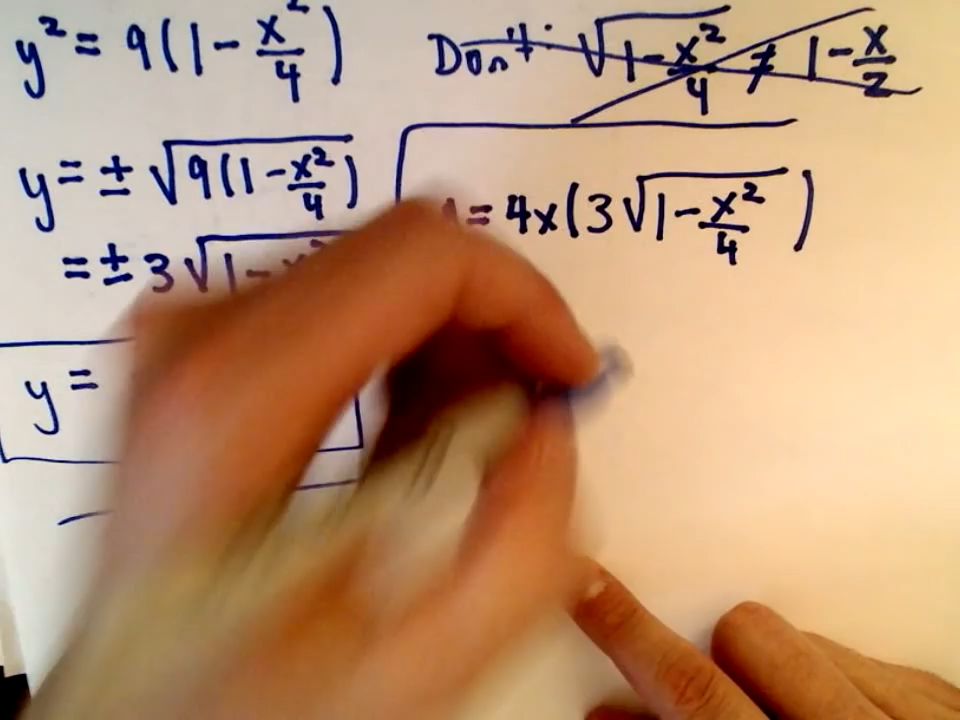 y² = 9(1 - x²/4)
Don't: √(1 - x²/4) ≠ 1 - x/2
y = ± √(9(1 - x²/4))
= ± 3√(1 - x²
= 4x(3√(1 - x²/4))
y =